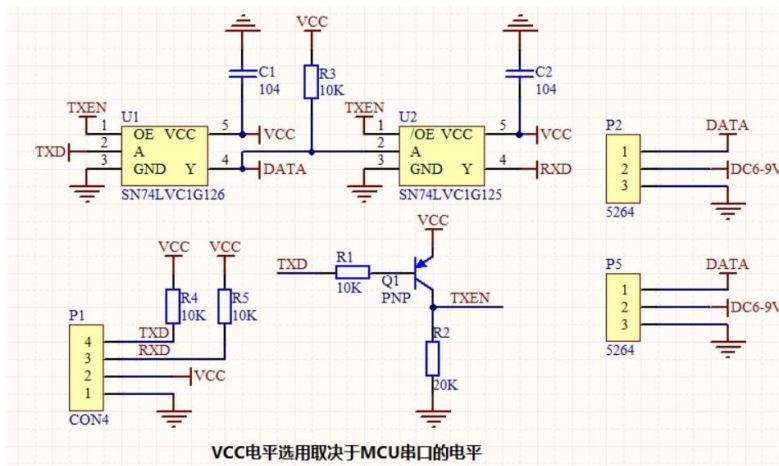 VCC
C1
104
R3
10K
C2
104
TXEN
U1
1
OE
VCC
5
VCC
TXD
2
A
3
GND
Y
4
DATA
SN74LVC1G126
TXEN
U2
1
/OE
VCC
5
VCC
2
A
3
GND
Y
4
RXD
SN74LVC1G125
P2
DATA
1
2
DC6-9V
3
5264
VCC
VCC
R4
10K
R5
10K
P1
4
TXD
3
RXD
2
VCC
1
CON4
VCC
TXD
R1
10K
Q1
PNP
TXEN
R2
20K
P5
DATA
1
2
DC6-9V
3
5264
VCC电平选用取决于MCU串口的电平